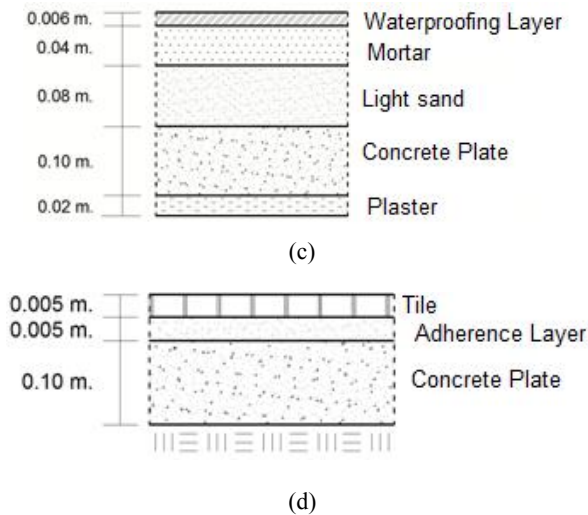 0.006 m. Waterproofing Layer
0.04 m. Mortar
0.08 m. Light sand
0.10 m. Concrete Plate
0.02 m. Plaster
(c)
0.005 m. Tile
0.005 m. Adherence Layer
0.10 m. Concrete Plate
(d)